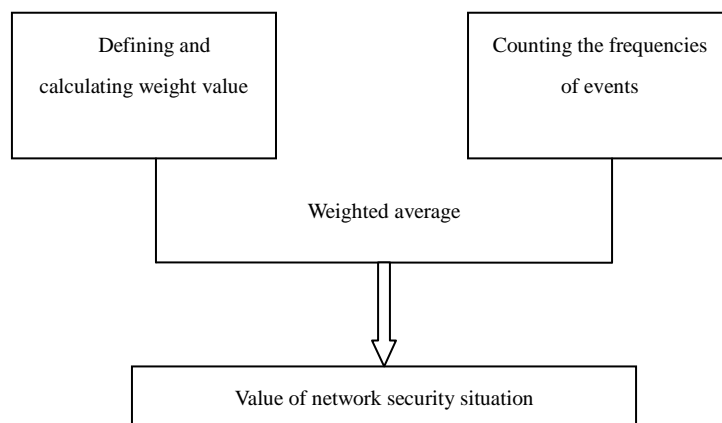 Defining and
calculating weight value
Counting the frequencies
of events
Weighted average
Value of network security situation